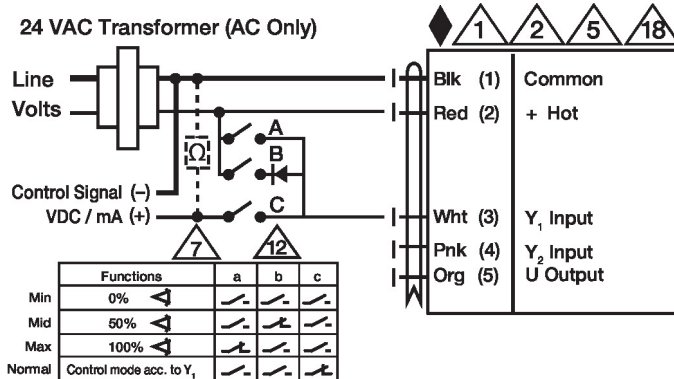 24 VAC Transformer (AC Only)
1 2 5 18
Line
Volts
Blk (1) Common
Red (2) + Hot
A
B
Ω
C
Control Signal (−)
VDC / mA (+)
Wht (3) Y₁ Input
Pnk (4) Y₂ Input
Org (5) U Output
7 12
Functions a b c
Min 0%
Mid 50%
Max 100%
Normal Control mode acc. to Y₁